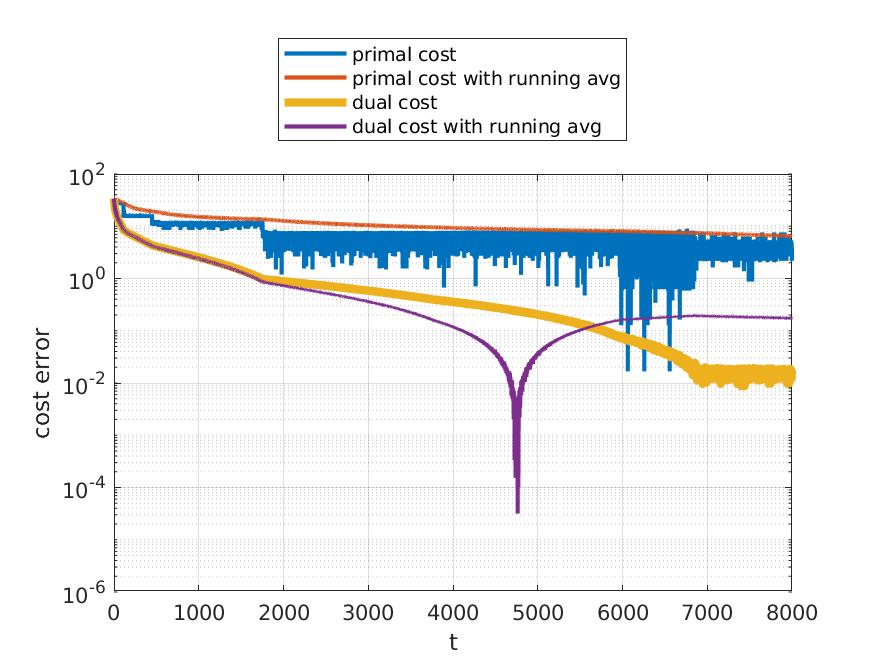 primal cost
primal cost with running avg
dual cost
dual cost with running avg
10^2
10^0
10^-2
10^-4
10^-6
cost error
0 1000 2000 3000 4000 5000 6000 7000 8000
t